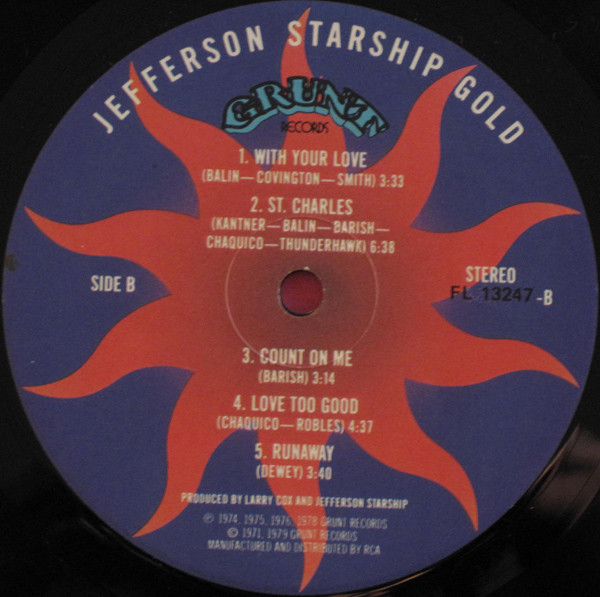 JEFFERSON STARSHIP GOLD
GRUNT
RECORDS
1. WITH YOUR LOVE
(BALIN—COVINGTON—SMITH) 3:33
2. ST. CHARLES
(KANTNER—BALIN—BARISH—
CHAQUICO—THUNDERHAWK) 6:38
SIDE B
STEREO
FL 13247-B
3. COUNT ON ME
(BARISH) 3:14
4. LOVE TOO GOOD
(CHAQUICO—ROBLES) 4:37
5. RUNAWAY
(DEWEY) 3:40
PRODUCED BY LARRY COX AND JEFFERSON STARSHIP
℗ 1974, 1975, 1976, 1978 GRUNT RECORDS
© 1971, 1979 GRUNT RECORDS
MANUFACTURED AND DISTRIBUTED BY RCA